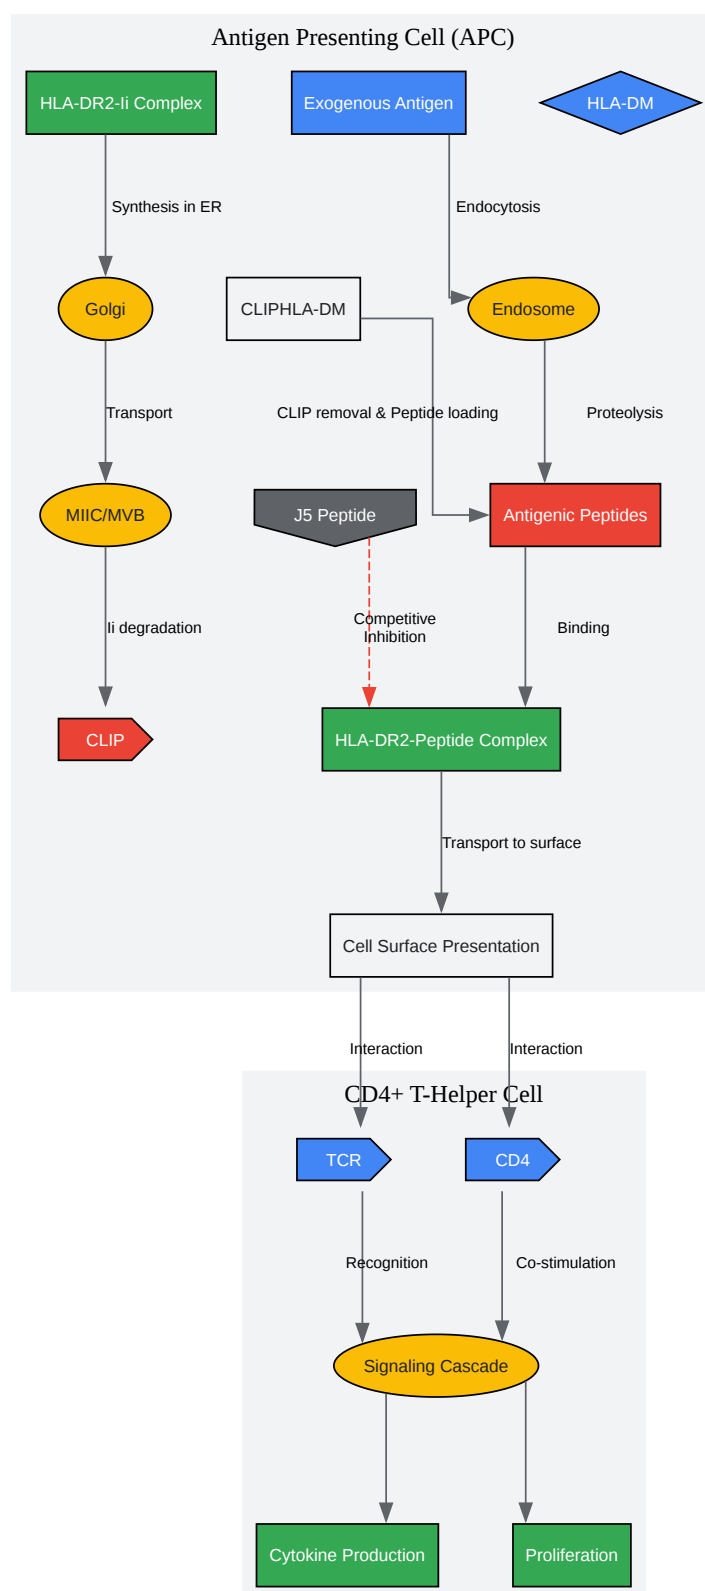 Antigen Presenting Cell (APC)
HLA-DR2-Ii Complex
Exogenous Antigen
HLA-DM
Synthesis in ER
Endocytosis
Golgi
CLIPHLA-DM
Endosome
Transport
CLIP removal & Peptide loading
Proteolysis
MIIC/MVB
J5 Peptide
Antigenic Peptides
Ii degradation
Competitive
Inhibition
Binding
CLIP
HLA-DR2-Peptide Complex
Transport to surface
Cell Surface Presentation
Interaction
Interaction
CD4+ T-Helper Cell
TCR
CD4
Recognition
Co-stimulation
Signaling Cascade
Cytokine Production
Proliferation